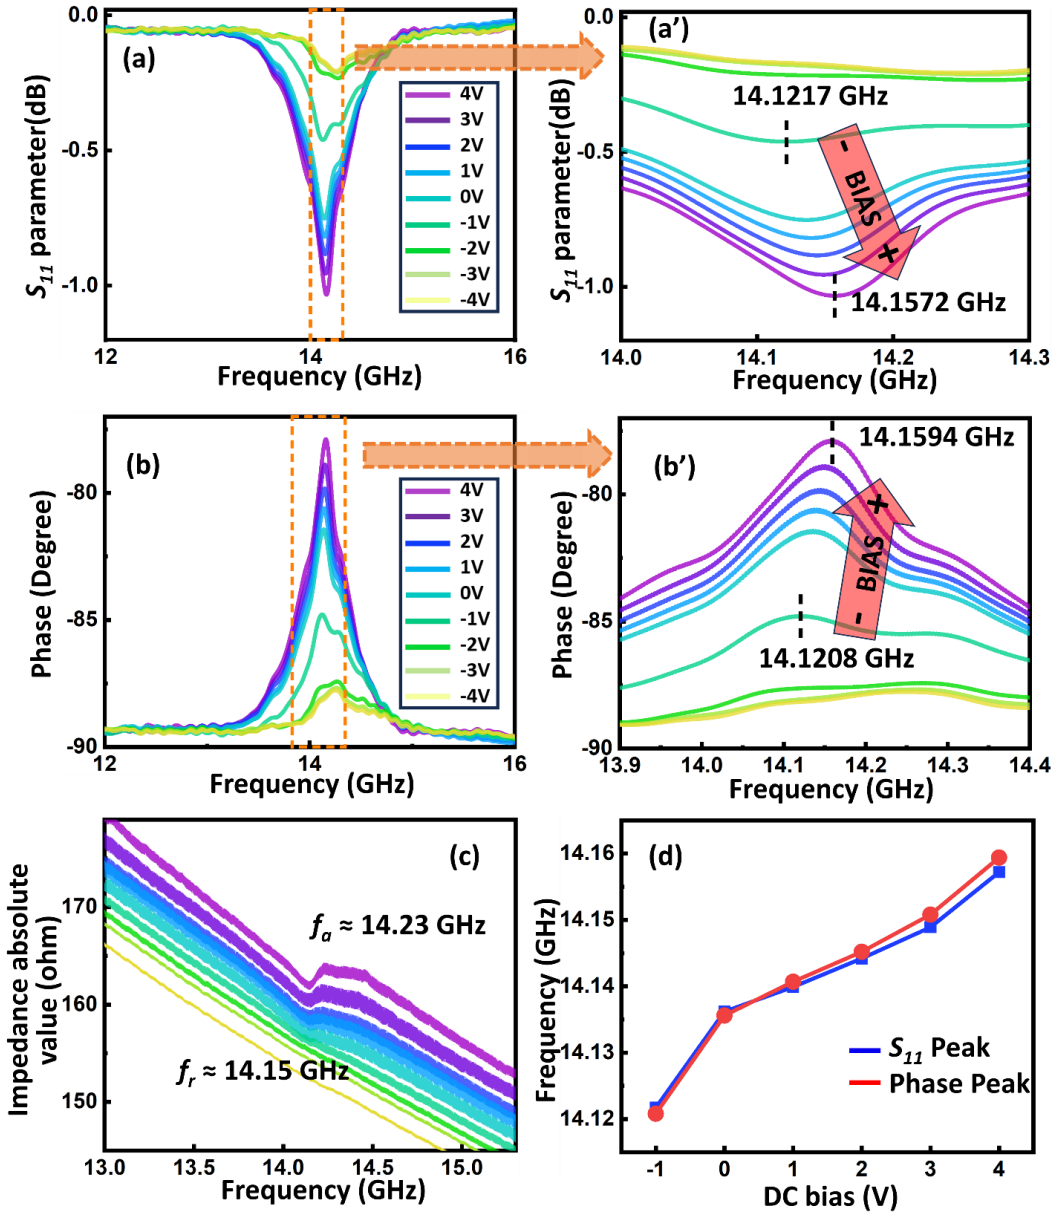 0.0
-0.5
-1.0
S11 parameter(dB)
(a)
4V
3V
2V
1V
0V
-1V
-2V
-3V
-4V
12
14
16
Frequency (GHz)
0.0
-0.5
-1.0
S11 parameter(dB)
(a’)
14.1217 GHz
- BIAS +
14.1572 GHz
14.0
14.1
14.2
14.3
Frequency (GHz)
-80
-85
-90
Phase (Degree)
(b)
4V
3V
2V
1V
0V
-1V
-2V
-3V
-4V
12
14
16
Frequency (GHz)
-80
-85
-90
Phase (Degree)
(b’)
14.1594 GHz
- BIAS +
14.1208 GHz
13.9
14.0
14.1
14.2
14.3
14.4
Frequency (GHz)
170
160
150
Impedance absolute
value (ohm)
(c)
fa ≈ 14.23 GHz
fr ≈ 14.15 GHz
13.0
13.5
14.0
14.5
15.0
Frequency (GHz)
14.16
14.15
14.14
14.13
14.12
Frequency (GHz)
(d)
S11 Peak
Phase Peak
-1
0
1
2
3
4
DC bias (V)